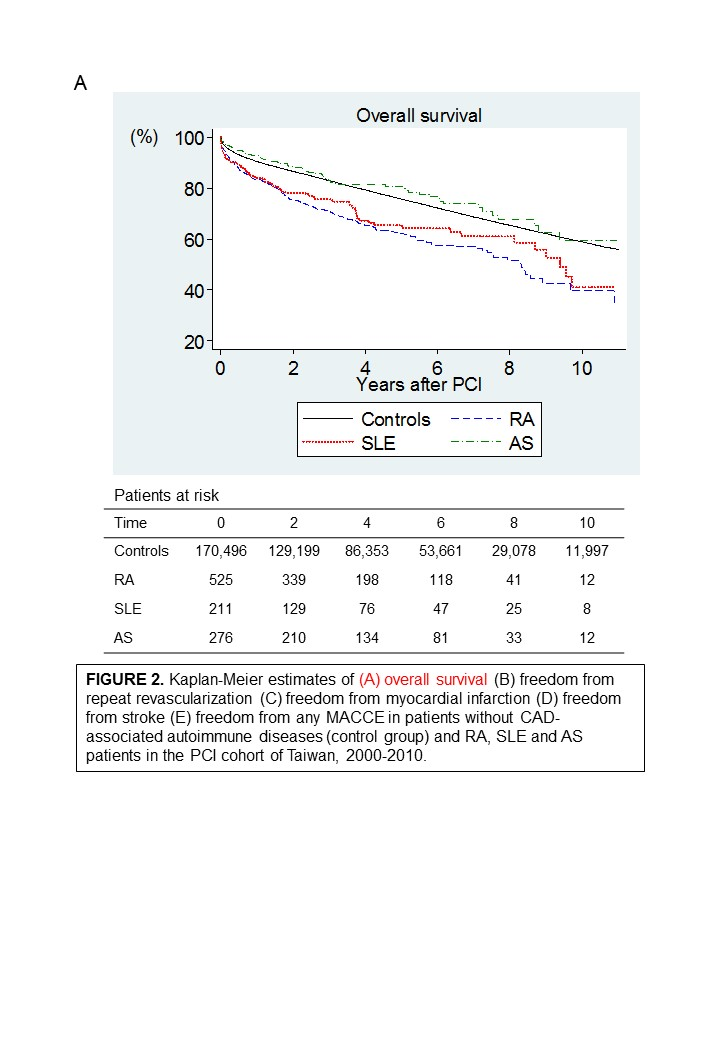 A
Overall survival
(%)
100
80
60
40
20
0 2 4 6 8 10
Years after PCI
Controls RA
SLE AS
Patients at risk
Time 0 2 4 6 8 10
Controls 170,496 129,199 86,353 53,661 29,078 11,997
RA 525 339 198 118 41 12
SLE 211 129 76 47 25 8
AS 276 210 134 81 33 12
FIGURE 2. Kaplan-Meier estimates of (A) overall survival (B) freedom from
repeat revascularization (C) freedom from myocardial infarction (D) freedom
from stroke (E) freedom from any MACCE in patients without CAD-
associated autoimmune diseases (control group) and RA, SLE and AS
patients in the PCI cohort of Taiwan, 2000-2010.